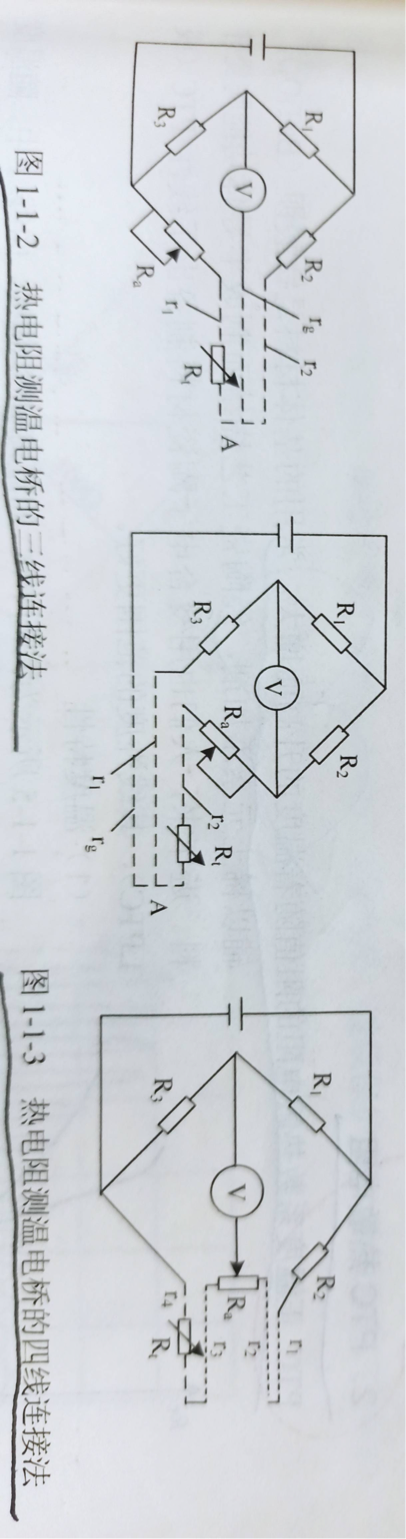 R₁
R₂
R₃
V
Rₐ
r₁
r₂
r_g
Rₜ
A
R₁
R₂
R₃
V
Rₐ
r₁
r₂
r_g
Rₜ
A
R₁
R₂
R₃
V
Rₐ
r₁
r₂
r₃
r₄
Rₜ
图 1-1-2 热电阻测温电桥的三线连接法
图 1-1-3 热电阻测温电桥的四线连接法